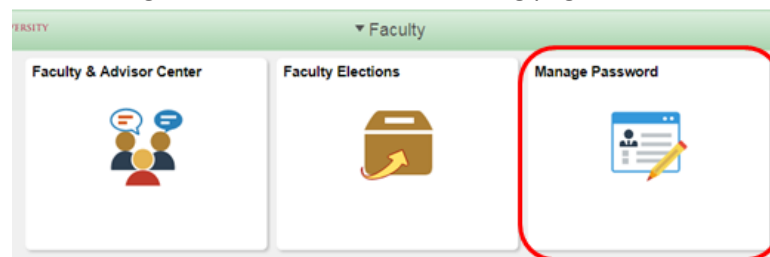 ▾ Faculty
Faculty & Advisor Center
Faculty Elections
Manage Password